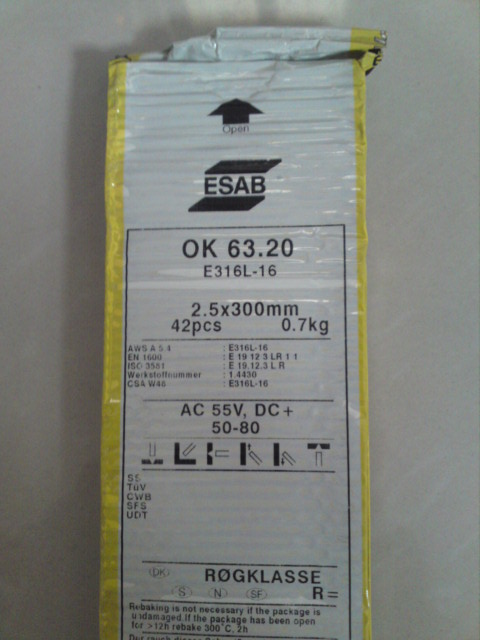 Open
ESAB
OK 63.20
E316L-16
2.5x300mm
42pcs 0.7kg
AWS A 5.4 : E316L-16
EN 1600 : E 19 12 3 LR 1 1
ISO 3581 : E 19.12.3 L R
Werkstoffnummer : 1.4430
CSA W48 : E316L-16
AC 55V, DC+
50-80
SS
TüV
CWB
SFS
UDT
DK RØGKLASSE
S N SF R=
Rebaking is not necessary if the package is
undamaged.If the package has been open
for >12h rebake 300°C, 2h